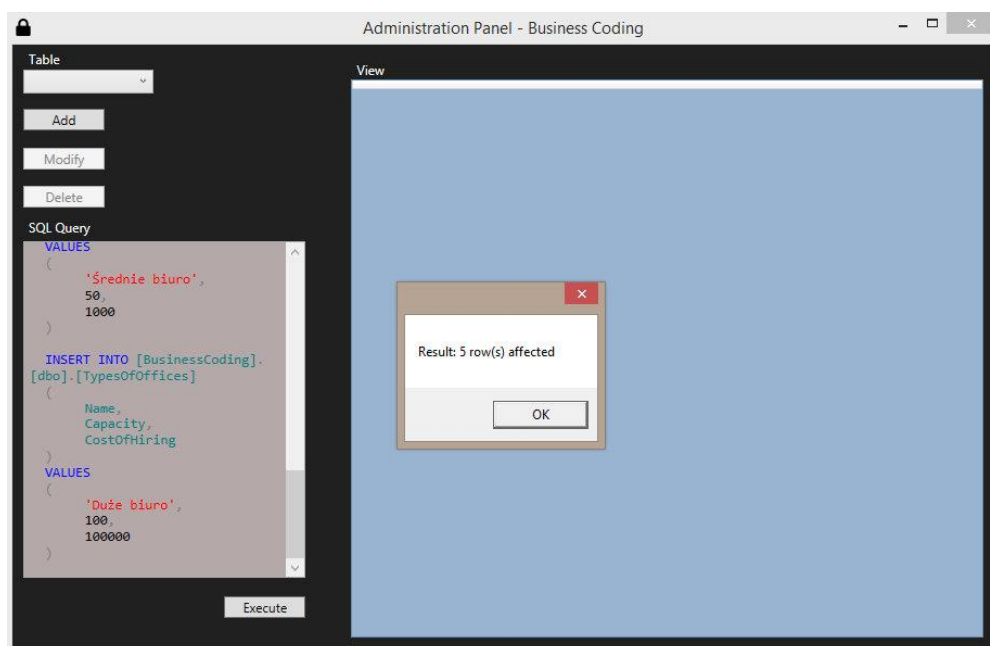 Administration Panel - Business Coding
Table
View
Add
Modify
Delete
SQL Query
VALUES
(
'Średnie biuro',
50,
1000
)
INSERT INTO [BusinessCoding].
[dbo].[TypesOfOffices]
(
Name,
Capacity,
CostOfHiring
)
VALUES
(
'Duże biuro',
100,
100000
)
Execute
Result: 5 row(s) affected
OK